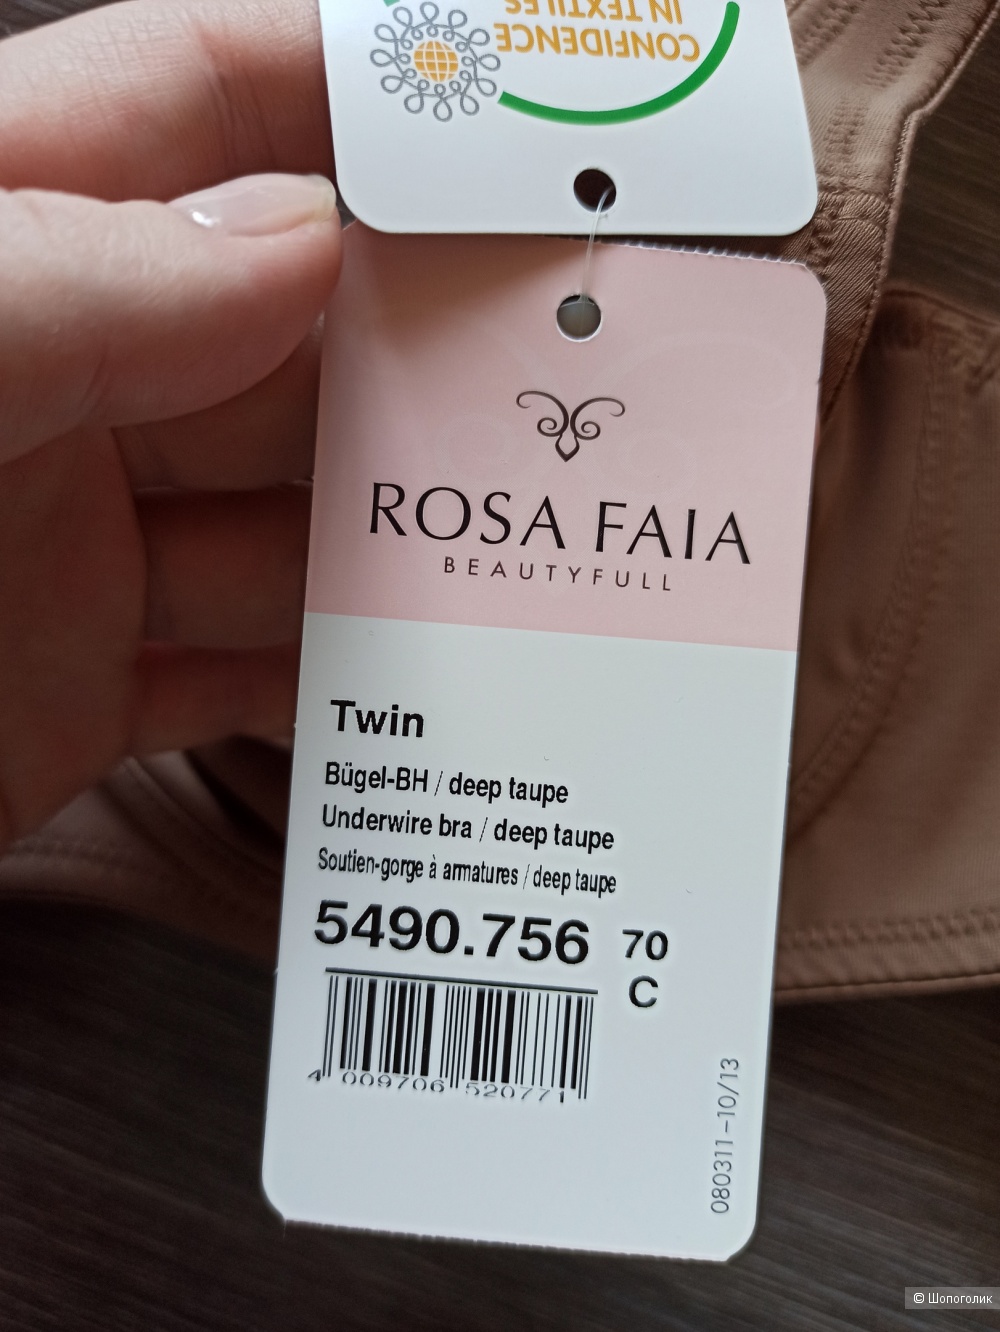 CONFIDENCE
IN TEXTILES
ROSA FAIA
BEAUTYFULL
Twin
Bügel-BH / deep taupe
Underwire bra / deep taupe
Soutien-gorge à armatures / deep taupe
5490.756 70
C
4 009706 520771
080311–10/13
© Шопоголик